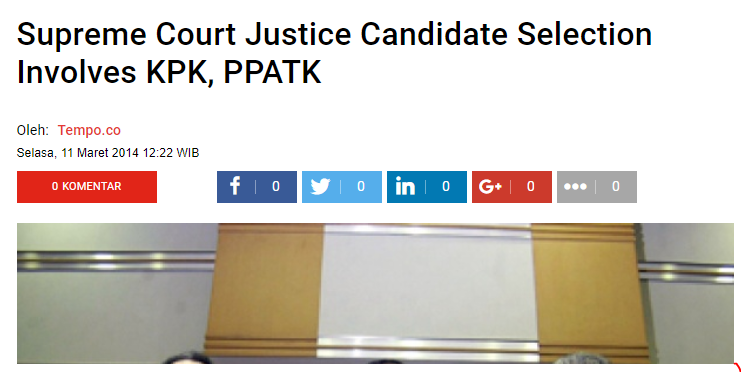 Supreme Court Justice Candidate Selection
Involves KPK, PPATK
Oleh: Tempo.co
Selasa, 11 Maret 2014 12:22 WIB
0 KOMENTAR f 0 0 in 0 G+ 0 0